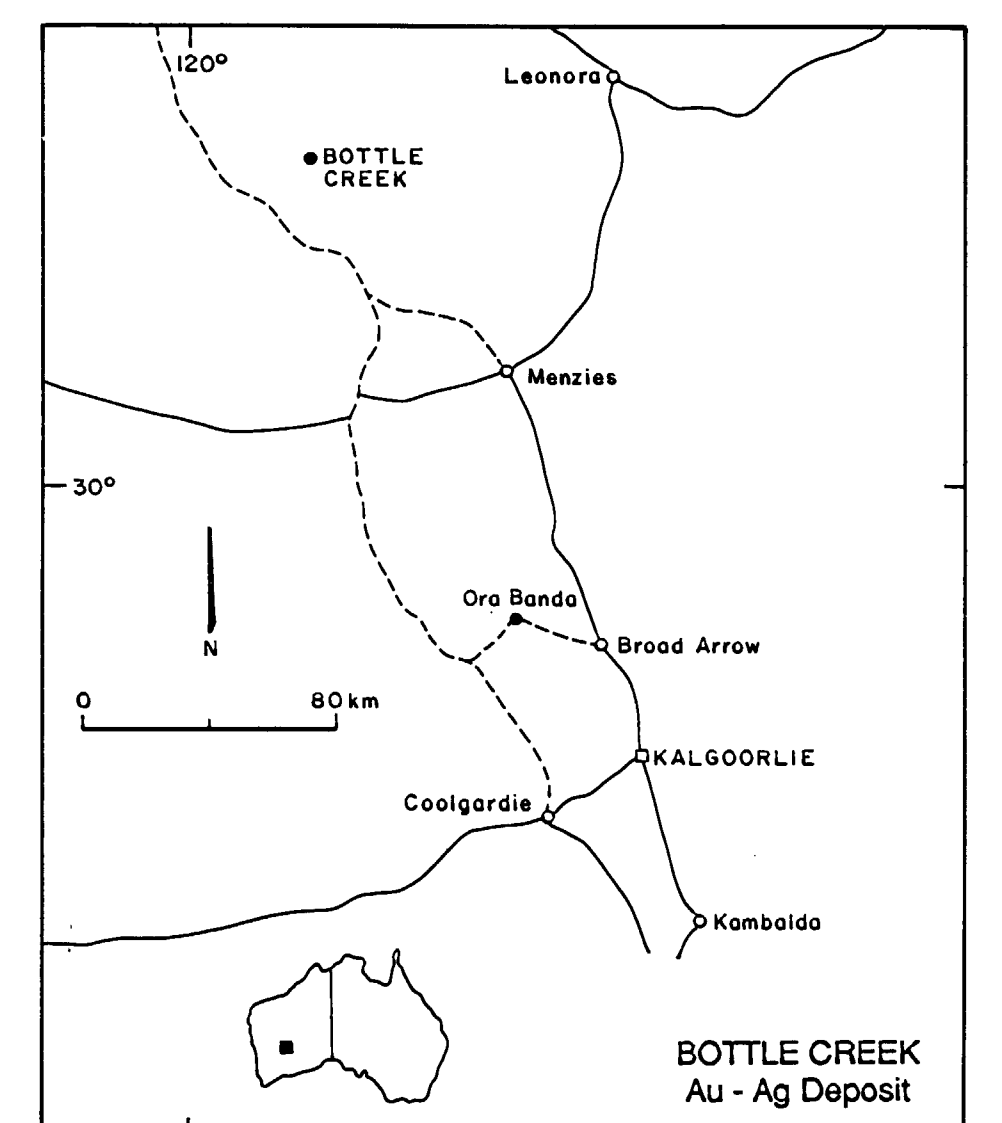 120°
Leonora
BOTTLE
CREEK
Menzies
30°
Ora Banda
Broad Arrow
N
0 80 km
KALGOORLIE
Coolgardie
Kambalda
BOTTLE CREEK
Au - Ag Deposit